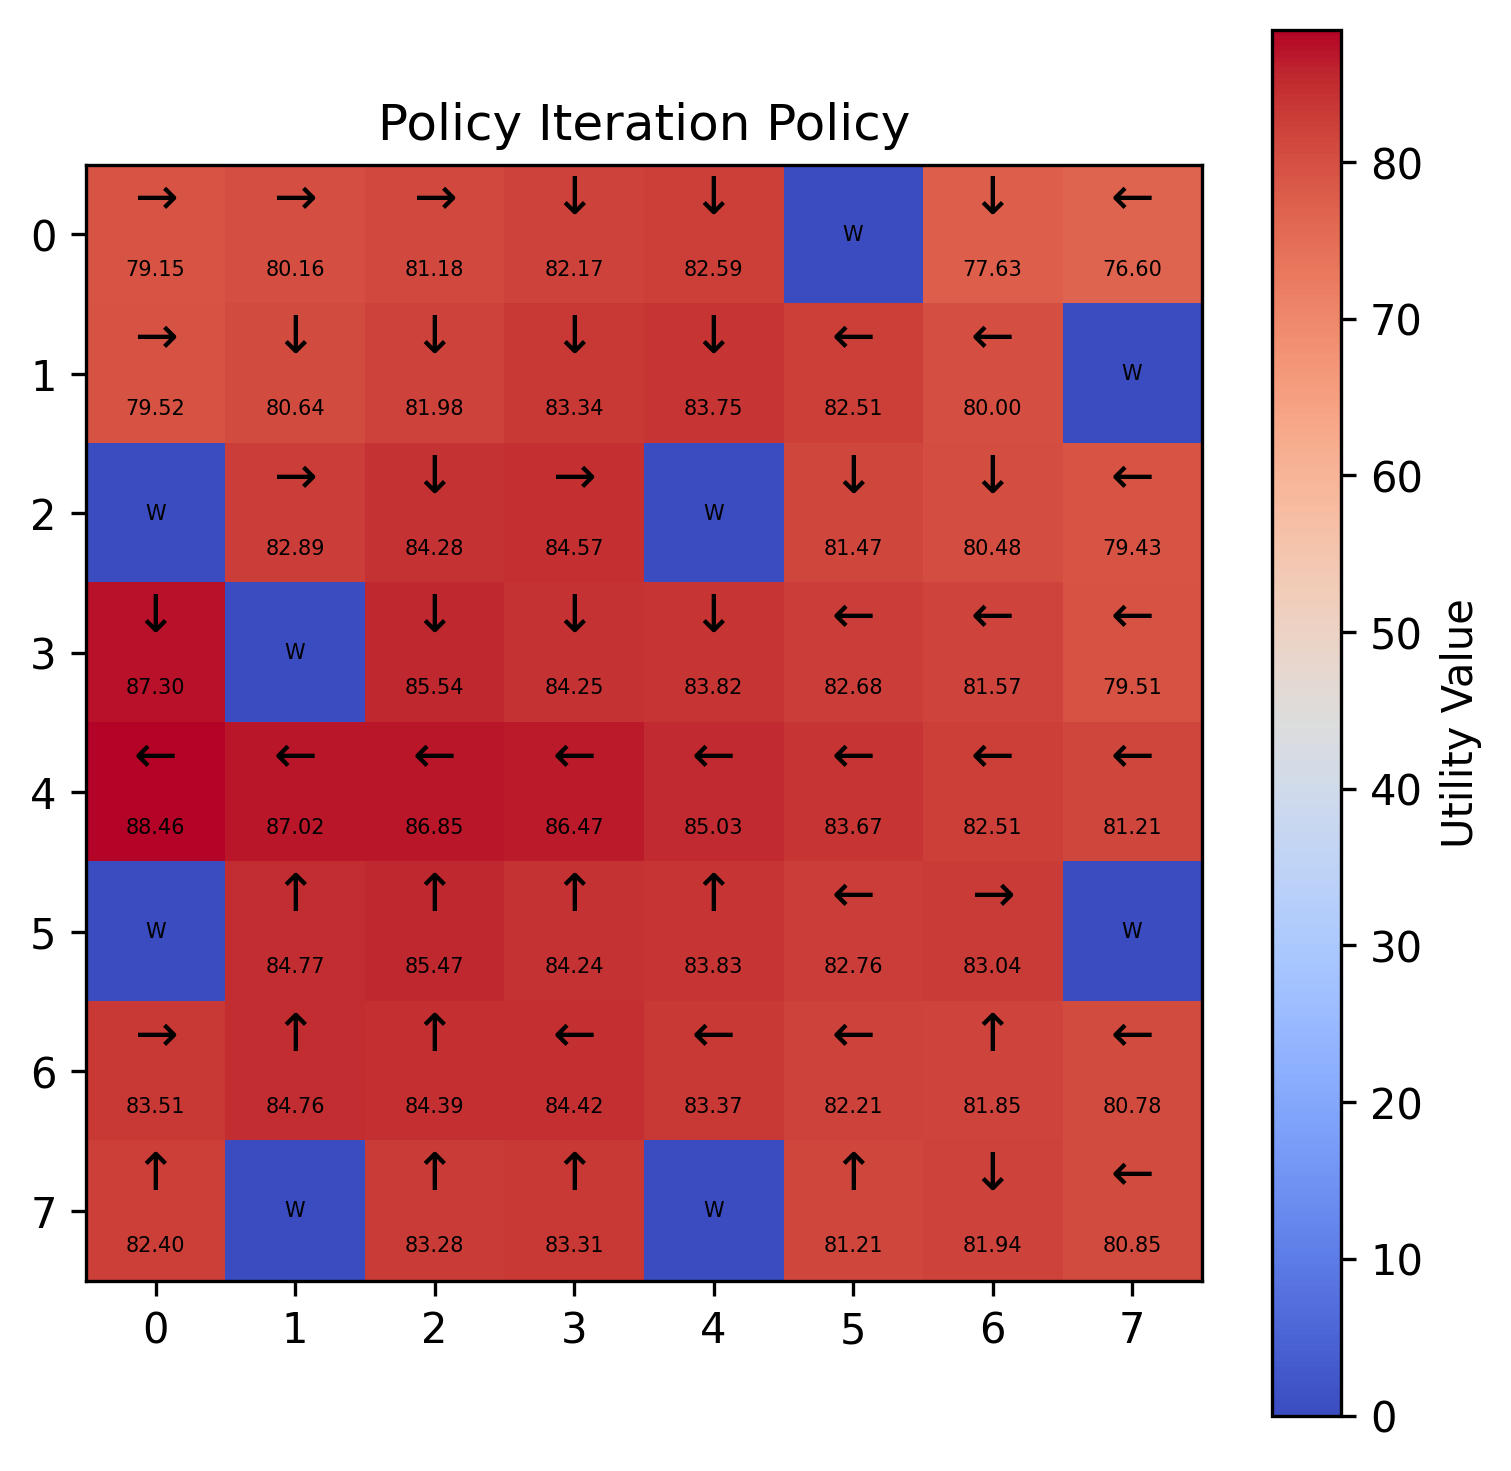 Policy Iteration Policy
0 → → → ↓ ↓ W ↓ ←
79.15 80.16 81.18 82.17 82.59 77.63 76.60
1 → ↓ ↓ ↓ ↓ ← ← W
79.52 80.64 81.98 83.34 83.75 82.51 80.00
2 W → ↓ → W ↓ ↓ ←
82.89 84.28 84.57 81.47 80.48 79.43
3 ↓ W ↓ ↓ ↓ ← ← ←
87.30 85.54 84.25 83.82 82.68 81.57 79.51
4 ← ← ← ← ← ← ← ←
88.46 87.02 86.85 86.47 85.03 83.67 82.51 81.21
5 W ↑ ↑ ↑ ↑ ← → W
84.77 85.47 84.24 83.83 82.76 83.04
6 → ↑ ↑ ← ← ← ↑ ←
83.51 84.76 84.39 84.42 83.37 82.21 81.85 80.78
7 ↑ W ↑ ↑ W ↑ ↓ ←
82.40 83.28 83.31 81.21 81.94 80.85
0 1 2 3 4 5 6 7
80
70
60
50
40
30
20
10
0
Utility Value